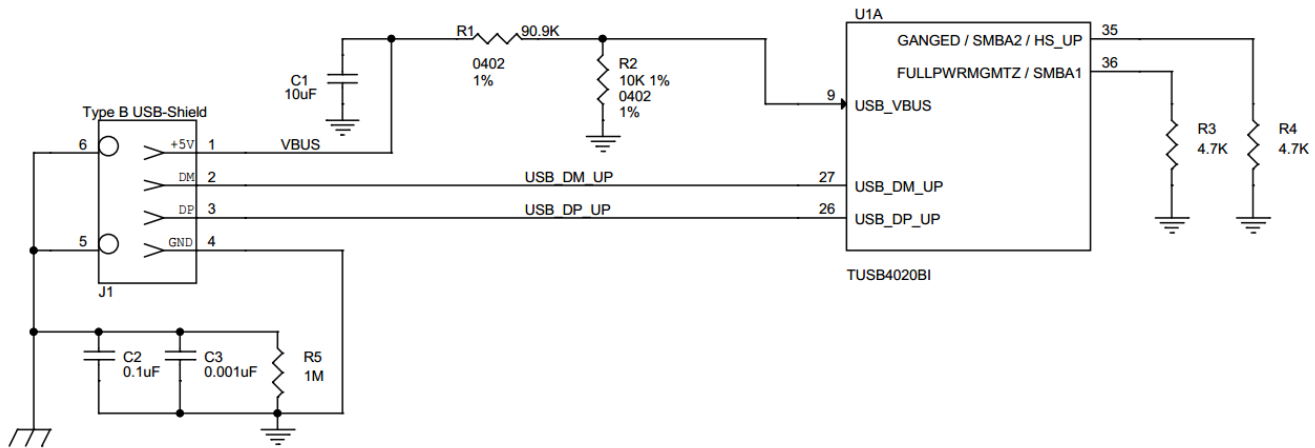 U1A
R1 90.9K
0402
1%
R2
10K 1%
0402
1%
C1
10uF
GANGED / SMBA2 / HS_UP 35
FULLPWRMGMTZ / SMBA1 36
9 USB_VBUS
R3
4.7K
R4
4.7K
Type B USB-Shield
6 +5V 1 VBUS
DM 2 USB_DM_UP 27 USB_DM_UP
DP 3 USB_DP_UP 26 USB_DP_UP
5 GND 4
J1
TUSB4020BI
C2
0.1uF
C3
0.001uF
R5
1M